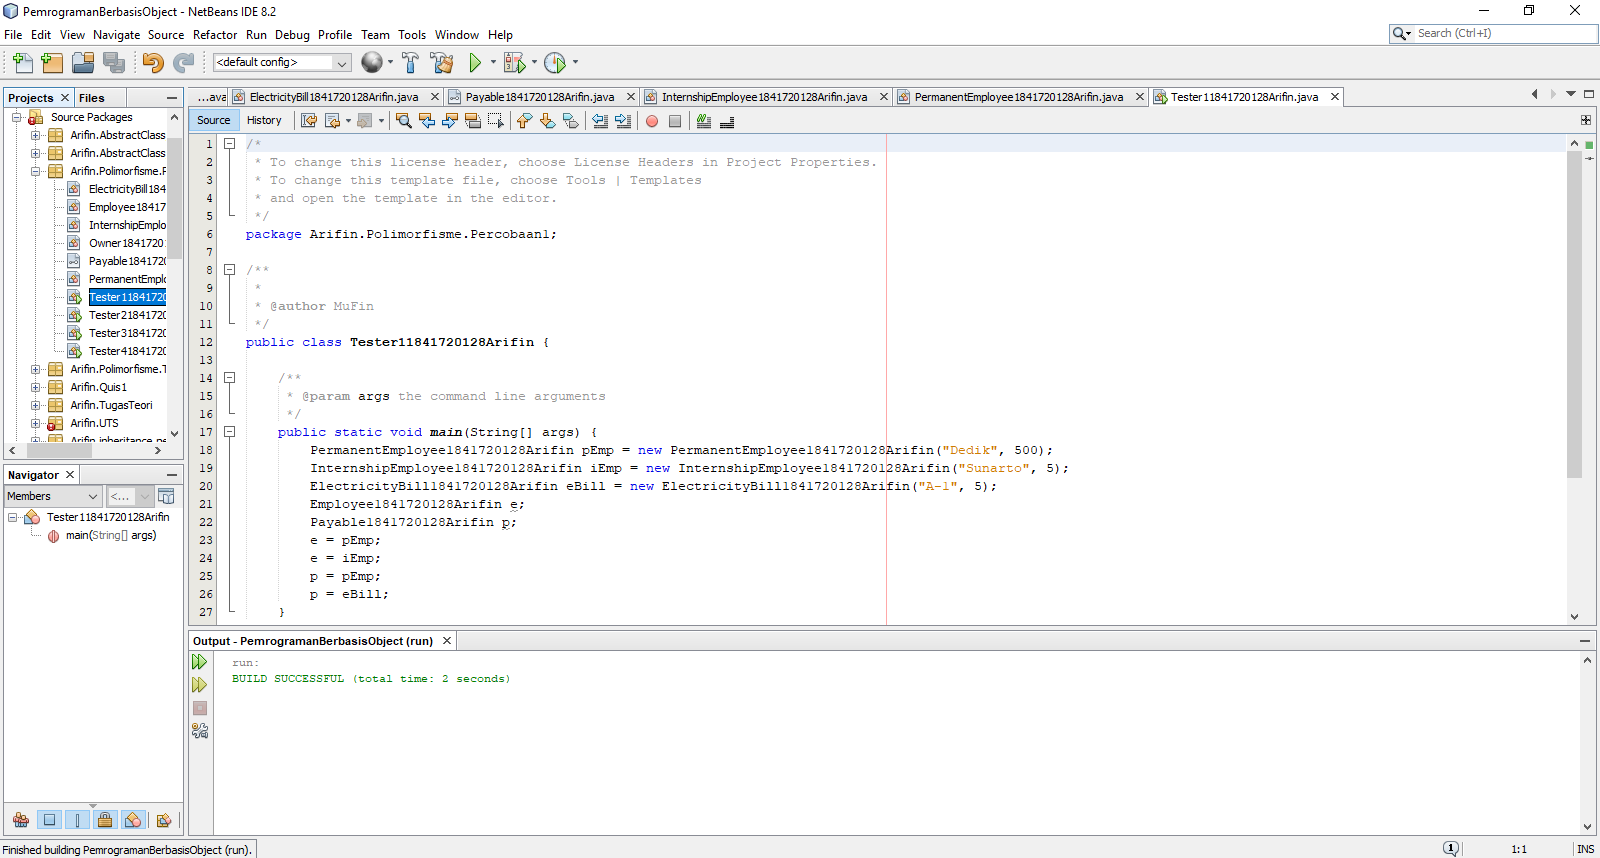 PemrogramanBerbasisObject - NetBeans IDE 8.2
File Edit View Navigate Source Refactor Run Debug Profile Team Tools Window Help
Search (Ctrl+I)
<default config>
Projects Files
...ava ElectricityBill1841720128Arifin.java Payable1841720128Arifin.java InternshipEmployee1841720128Arifin.java PermanentEmployee1841720128Arifin.java Tester11841720128Arifin.java
Source History
Source Packages
Arifin.AbstractClass
Arifin.AbstractClass
Arifin.Polimorfisme.P
ElectricityBill184
Employee18417
InternshipEmplo
Owner1841720
Payable184172
PermanentEmpl
Tester1184172
Tester2184172
Tester3184172
Tester4184172
Arifin.Polimorfisme.T
Arifin.Quis1
Arifin.TugasTeori
Arifin.UTS
Arifin.inheritance.pe
1 /*
2 * To change this license header, choose License Headers in Project Properties.
3 * To change this template file, choose Tools | Templates
4 * and open the template in the editor.
5 */
6 package Arifin.Polimorfisme.Percobaan1;
7
8 /**
9 *
10 * @author MuFin
11 */
12 public class Tester11841720128Arifin {
13
14 /**
15 * @param args the command line arguments
16 */
17 public static void main(String[] args) {
18 PermanentEmployee1841720128Arifin pEmp = new PermanentEmployee1841720128Arifin("Dedik", 500);
19 InternshipEmployee1841720128Arifin iEmp = new InternshipEmployee1841720128Arifin("Sunarto", 5);
20 ElectricityBill1841720128Arifin eBill = new ElectricityBill1841720128Arifin("A-1", 5);
21 Employee1841720128Arifin e;
22 Payable1841720128Arifin p;
23 e = pEmp;
24 e = iEmp;
25 p = pEmp;
26 p = eBill;
27 }
Navigator
Members <...
Tester11841720128Arifin
main(String[] args)
Output - PemrogramanBerbasisObject (run)
run:
BUILD SUCCESSFUL (total time: 2 seconds)
Finished building PemrogramanBerbasisObject (run).
1 1:1 INS